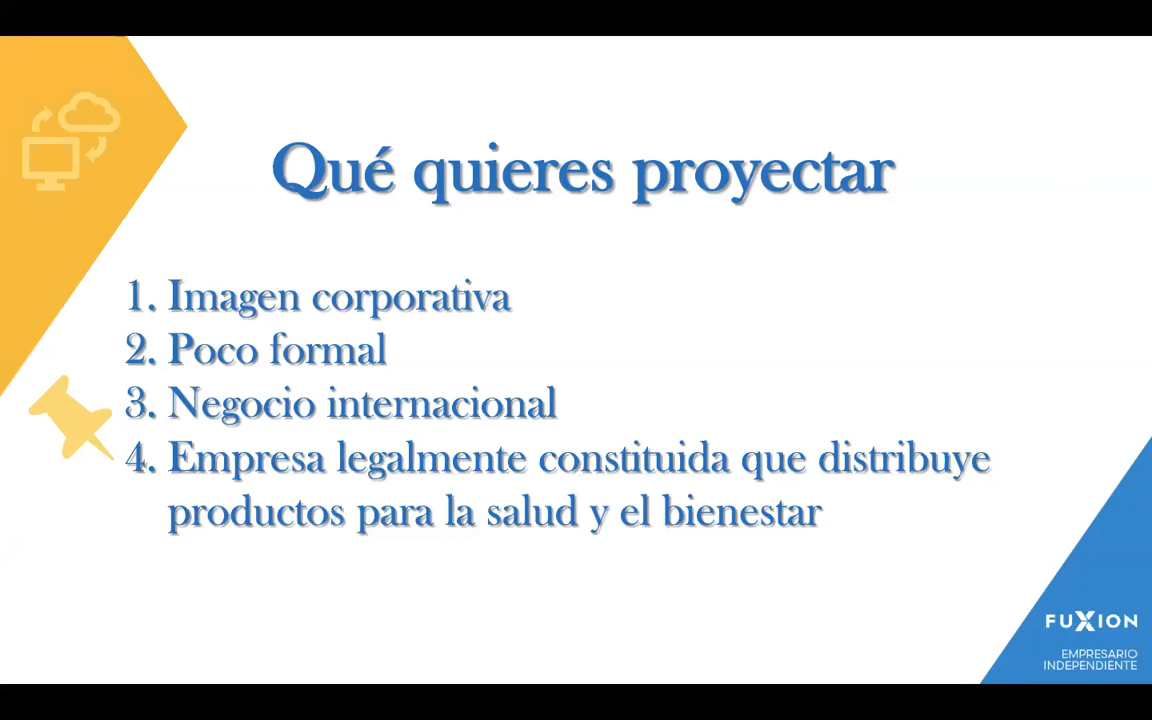 Qué quieres proyectar
1. Imagen corporativa
2. Poco formal
3. Negocio internacional
4. Empresa legalmente constituida que distribuye
productos para la salud y el bienestar
FUXION
EMPRESARIO
INDEPENDIENTE